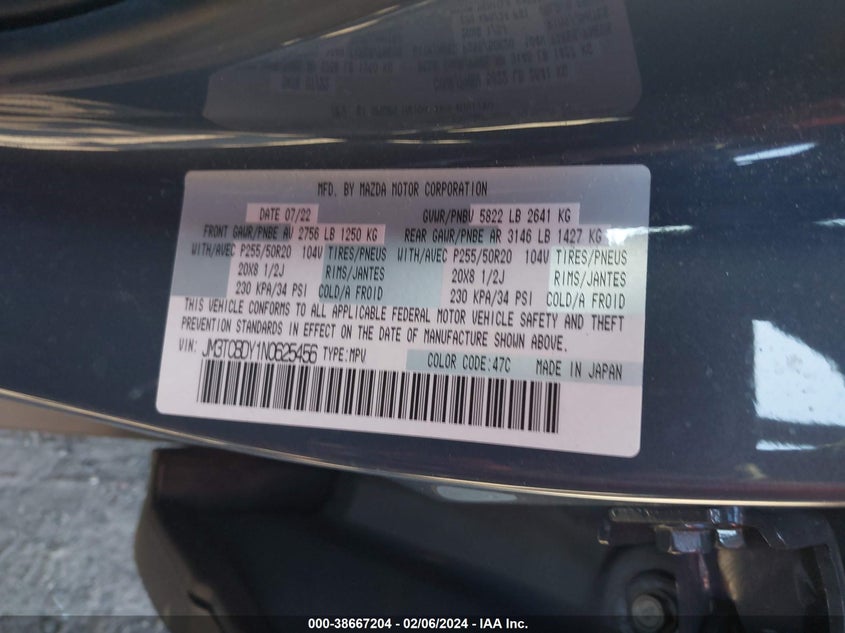 MFD. BY MAZDA MOTOR CORPORATION
DATE 07/22 GVWR/PNBV 5822 LB 2641 KG
FRONT GAWR/PNBE AV 2756 LB 1250 KG REAR GAWR/PNBE AR 3146 LB 1427 KG
WITH/AVEC P255/50R20 104V TIRES/PNEUS WITH/AVEC P255/50R20 104V TIRES/PNEUS
20X8 1/2J RIMS/JANTES 20X8 1/2J RIMS/JANTES
230 KPA/34 PSI COLD/A FROID 230 KPA/34 PSI COLD/A FROID
THIS VEHICLE CONFORMS TO ALL APPLICABLE FEDERAL MOTOR VEHICLE SAFETY AND THEFT
PREVENTION STANDARDS IN EFFECT ON THE DATE OF MANUFACTURE SHOWN ABOVE.
VIN: JM3TCBDY1N0625456 TYPE:MPV COLOR CODE:47C MADE IN JAPAN
000-38667204 - 02/06/2024 - IAA Inc.